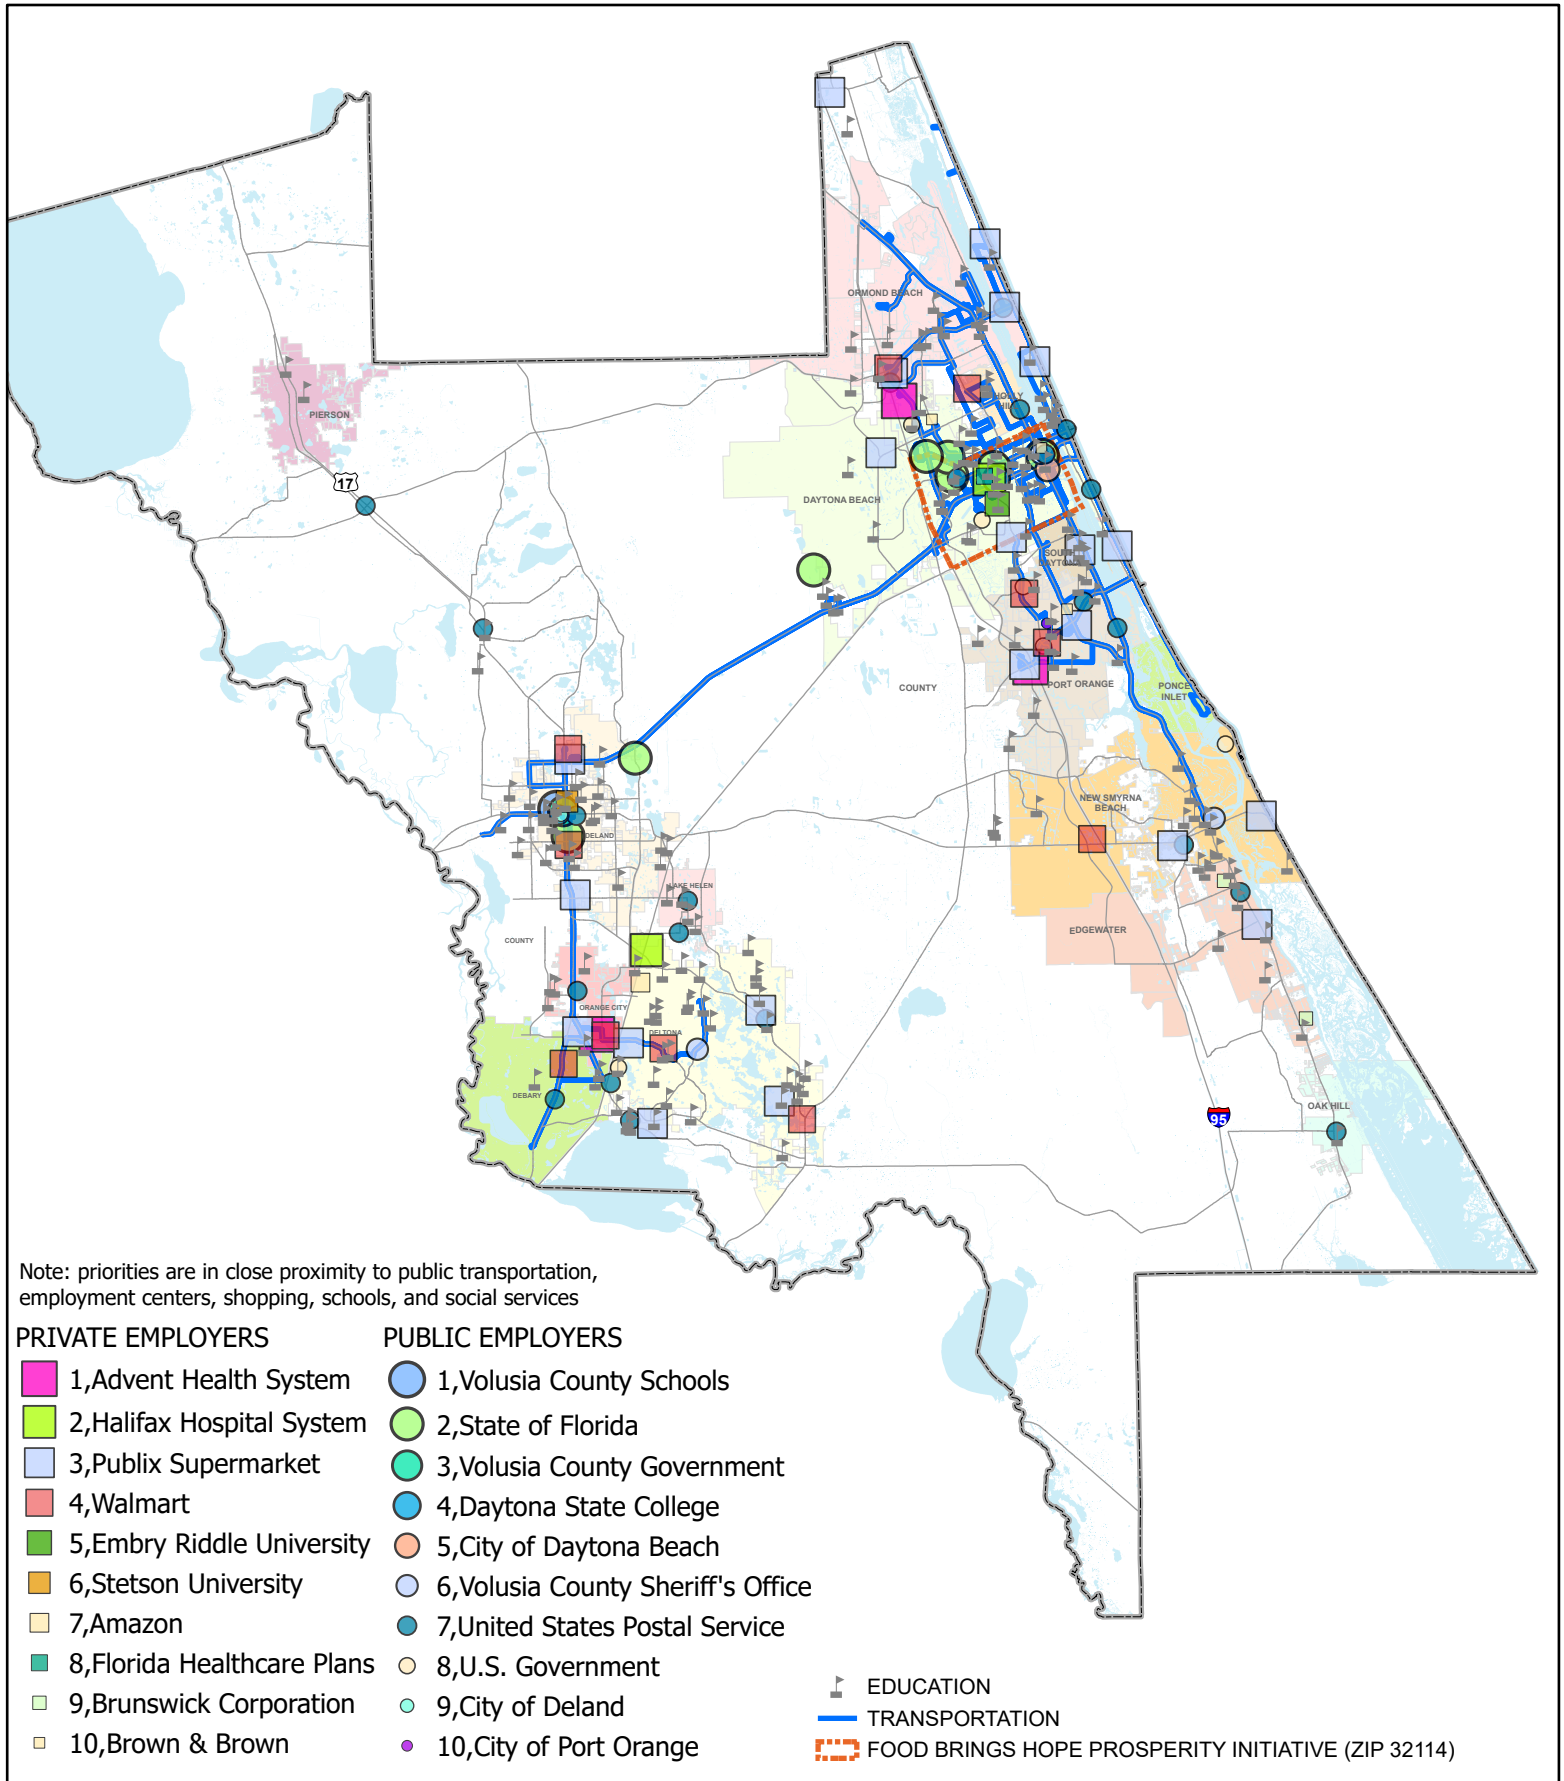 ORMOND BEACH
PIERSON
HOLLY
HILL
17
DAYTONA BEACH
SOUTH
DAYTONA
COUNTY
PORT ORANGE
PONCE
INLET
NEW SMYRNA
BEACH
DELAND
LAKE HELEN
EDGEWATER
COUNTY
ORANGE CITY
DELTONA
DEBARY
OAK HILL
95
Note: priorities are in close proximity to public transportation,
employment centers, shopping, schools, and social services
PRIVATE EMPLOYERS
1,Advent Health System
2,Halifax Hospital System
3,Publix Supermarket
4,Walmart
5,Embry Riddle University
6,Stetson University
7,Amazon
8,Florida Healthcare Plans
9,Brunswick Corporation
10,Brown & Brown
PUBLIC EMPLOYERS
1,Volusia County Schools
2,State of Florida
3,Volusia County Government
4,Daytona State College
5,City of Daytona Beach
6,Volusia County Sheriff's Office
7,United States Postal Service
8,U.S. Government
9,City of Deland
10,City of Port Orange
EDUCATION
TRANSPORTATION
FOOD BRINGS HOPE PROSPERITY INITIATIVE (ZIP 32114)